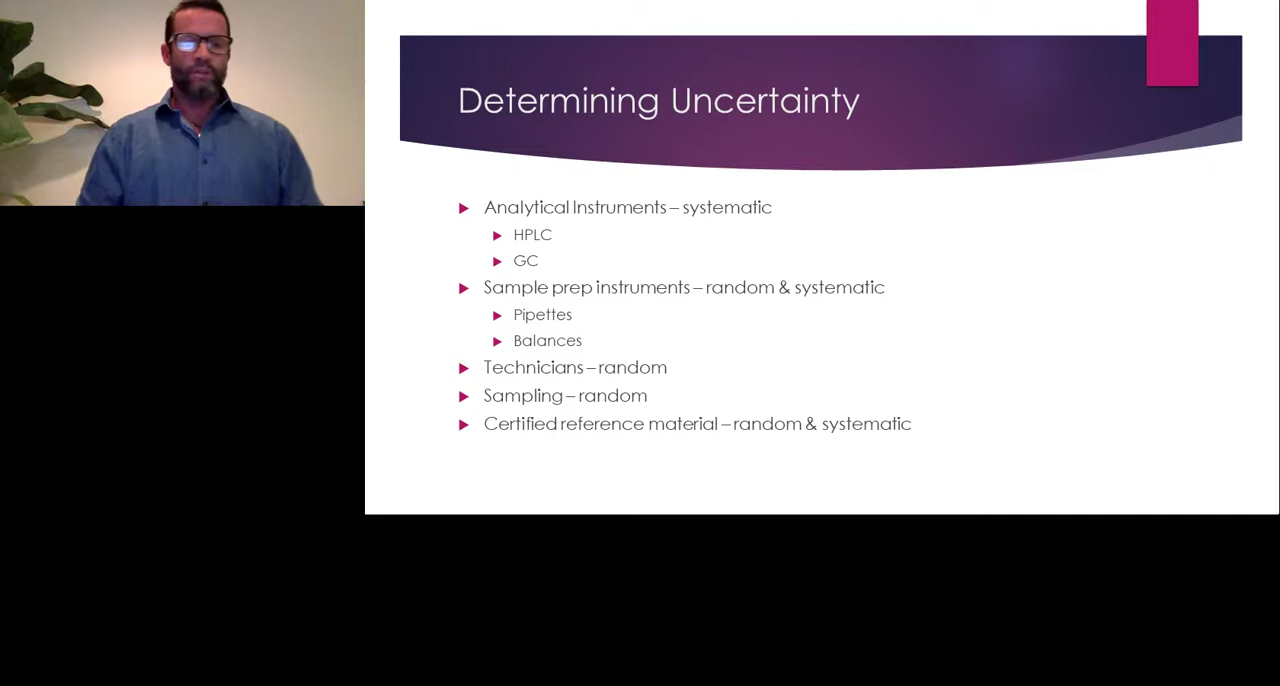 Determining Uncertainty
Analytical Instruments – systematic
HPLC
GC
Sample prep instruments – random & systematic
Pipettes
Balances
Technicians – random
Sampling – random
Certified reference material – random & systematic